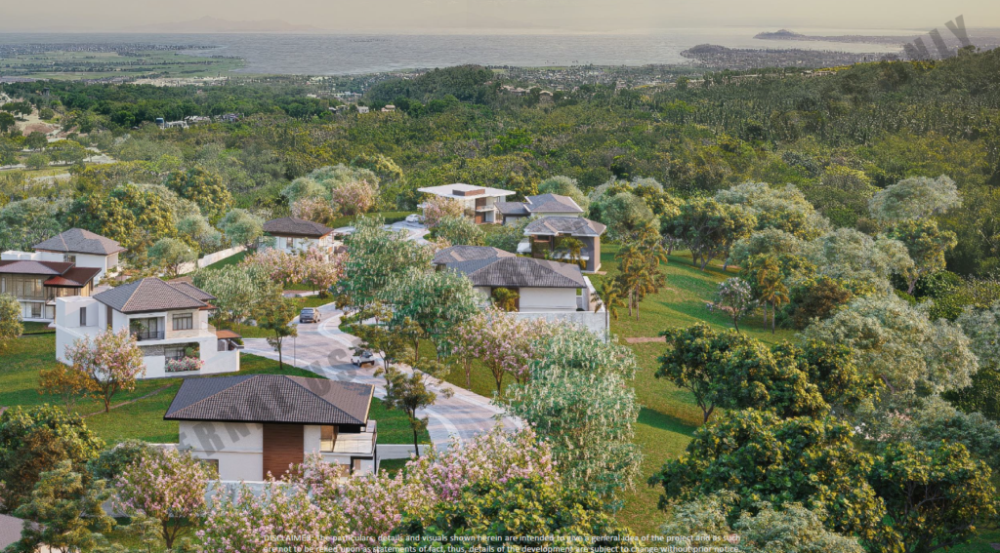 DISCLAIMER: The particulars, details and visuals shown herein are intended to give a general idea of the project and as such
are not to be relied upon as statements of fact, thus, details of the development are subject to change without prior notice.